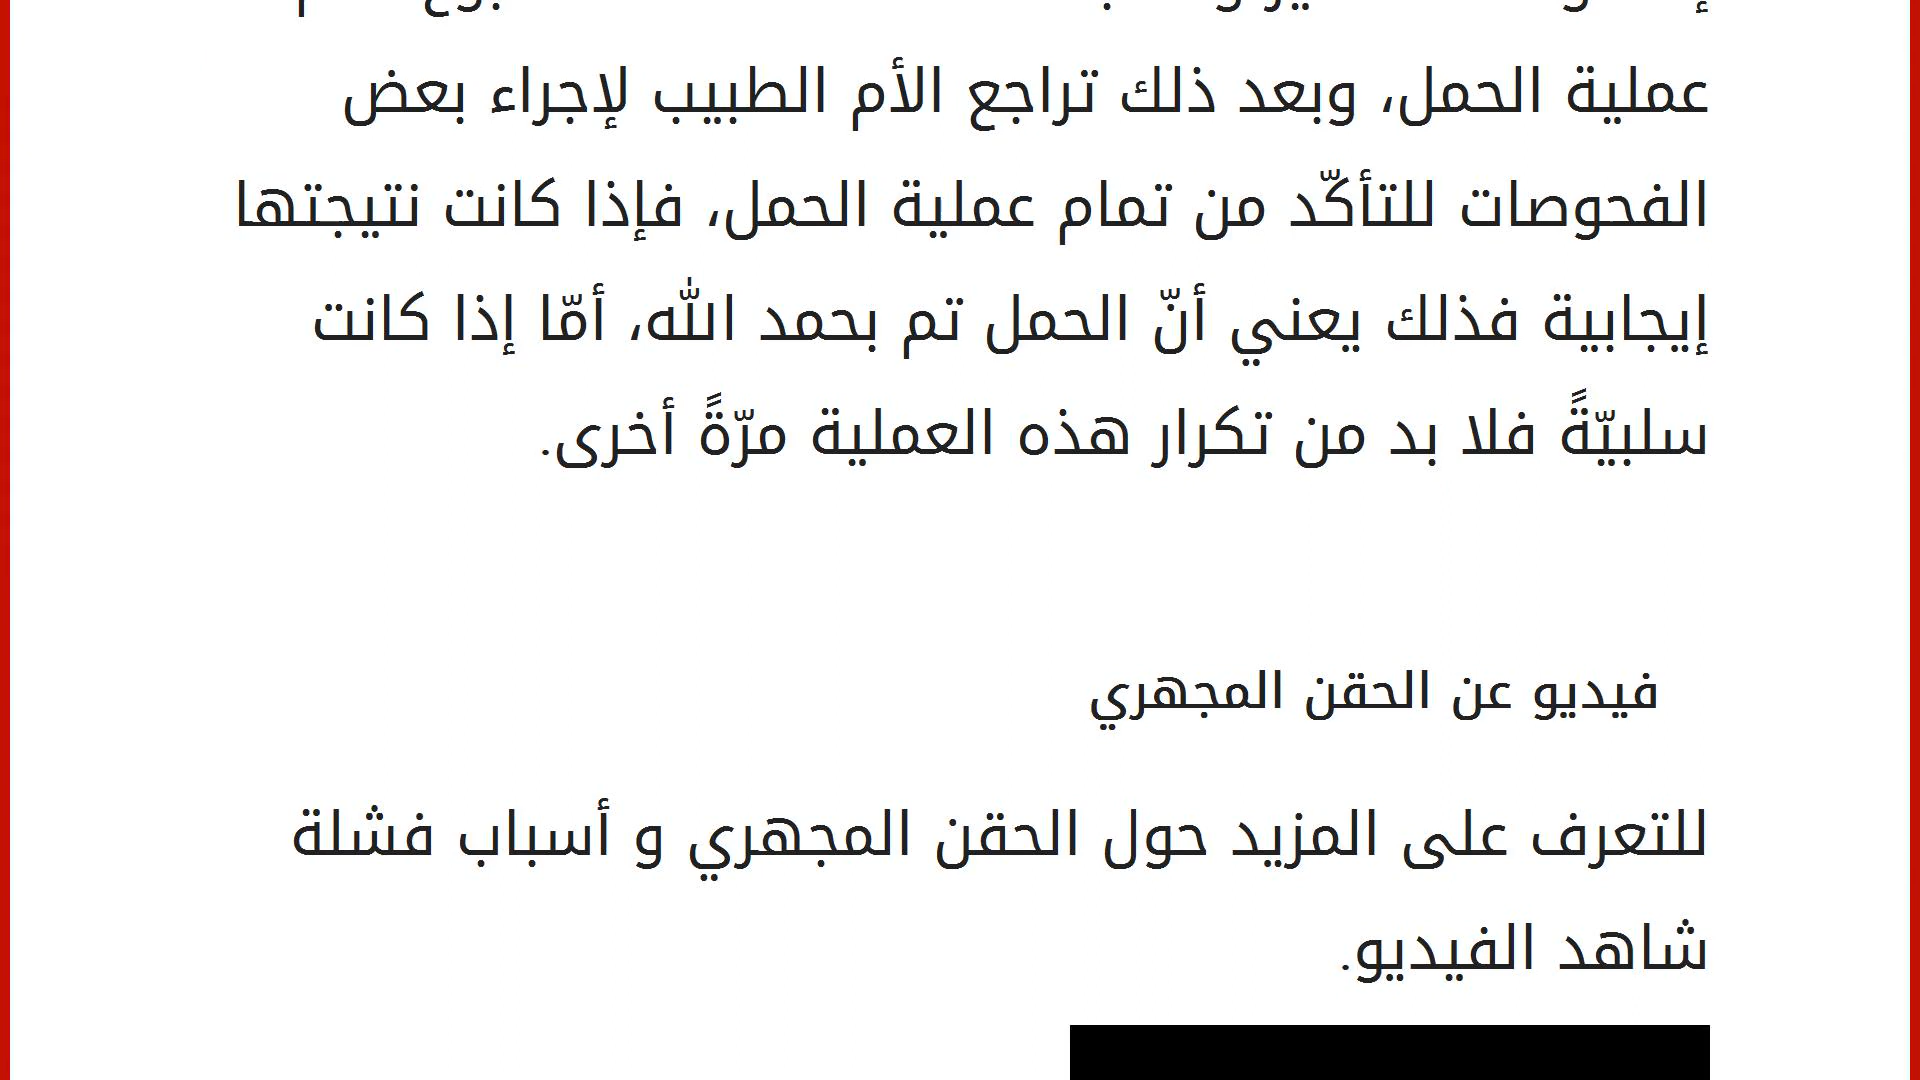 عملية الحمل، وبعد ذلك تراجع الأم الطبيب لإجراء بعض
الفحوصات للتأكّد من تمام عملية الحمل، فإذا كانت نتيجتها
إيجابية فذلك يعني أنّ الحمل تم بحمد الله، أمّا إذا كانت
سلبيّةً فلا بد من تكرار هذه العملية مرّةً أخرى.
فيديو عن الحقن المجهري
للتعرف على المزيد حول الحقن المجهري و أسباب فشلة
شاهد الفيديو.